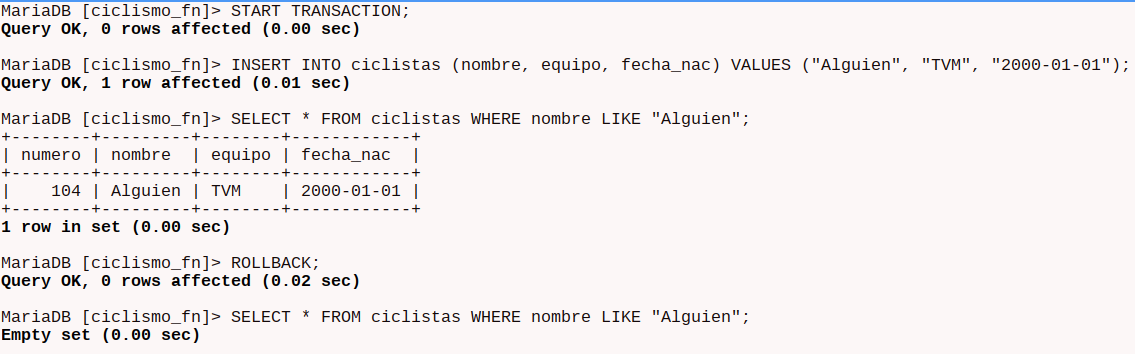 MariaDB [ciclismo_fn]> START TRANSACTION;
Query OK, 0 rows affected (0.00 sec)
MariaDB [ciclismo_fn]> INSERT INTO ciclistas (nombre, equipo, fecha_nac) VALUES ("Alguien", "TVM", "2000-01-01");
Query OK, 1 row affected (0.01 sec)
MariaDB [ciclismo_fn]> SELECT * FROM ciclistas WHERE nombre LIKE "Alguien";
+--------+---------+--------+------------+
| numero | nombre  | equipo | fecha_nac  |
+--------+---------+--------+------------+
|    104 | Alguien | TVM    | 2000-01-01 |
+--------+---------+--------+------------+
1 row in set (0.00 sec)
MariaDB [ciclismo_fn]> ROLLBACK;
Query OK, 0 rows affected (0.02 sec)
MariaDB [ciclismo_fn]> SELECT * FROM ciclistas WHERE nombre LIKE "Alguien";
Empty set (0.00 sec)